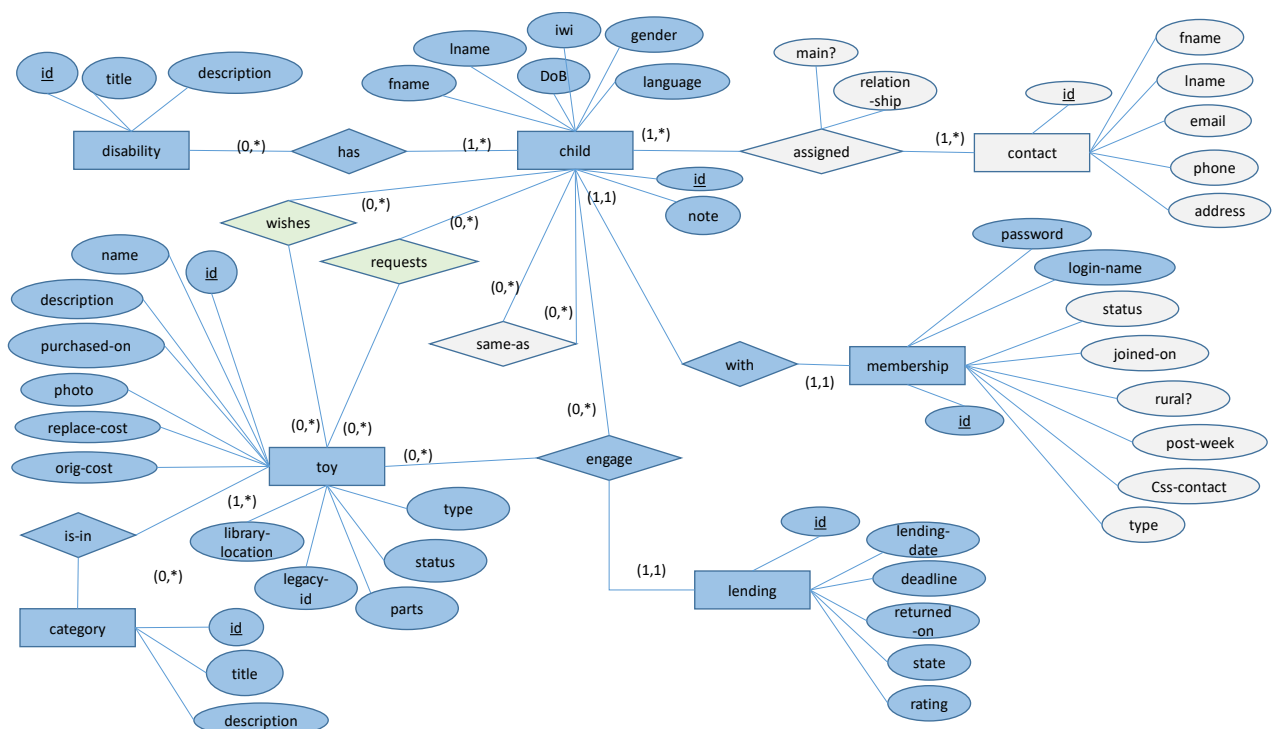 fname
iwi
gender
lname
main?
lname
id
title
description
DoB
language
fname
relation
-ship
id
email
(0,*)
(1,*)
(1,*)
(1,*)
disability
has
child
assigned
contact
phone
id
(1,1)
(0,*)
note
address
wishes
(0,*)
password
name
id
requests
login-name
description
(0,*)
status
(0,*)
purchased-on
same-as
joined-on
with
membership
photo
(1,1)
rural?
(0,*)
id
replace-cost
(0,*)
(0,*)
post-week
(0,*)
engage
orig-cost
toy
Css-contact
(1,*)
type
id
type
is-in
library-
location
lending-
date
status
(0,*)
(1,1)
deadline
legacy-
id
lending
parts
returned
-on
category
id
state
title
rating
description